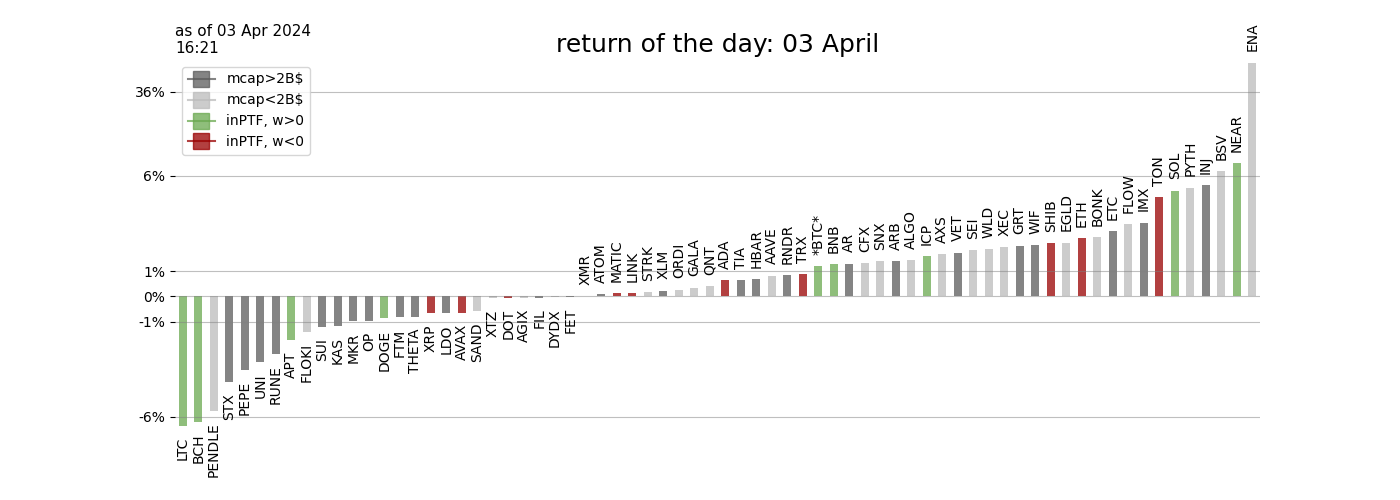 as of 03 Apr 2024
16:21
return of the day: 03 April
mcap>2B$
mcap<2B$
inPTF, w>0
inPTF, w<0
36%
6%
1%
0%
-1%
-6%
LTC
BCH
PENDLE
STX
PEPE
UNI
RUNE
APT
FLOKI
SUI
KAS
MKR
OP
DOGE
FTM
THETA
XRP
LDO
AVAX
SAND
XTZ
DOT
AGIX
FIL
DYDX
FET
XMR
ATOM
MATIC
LINK
STRK
XLM
ORDI
GALA
QNT
ADA
TIA
HBAR
AAVE
RNDR
TRX
*BTC*
BNB
AR
CFX
SNX
ARB
ALGO
ICP
AXS
VET
SEI
WLD
XEC
GRT
WIF
SHIB
EGLD
ETH
BONK
ETC
FLOW
IMX
TON
SOL
PYTH
INJ
BSV
NEAR
ENA